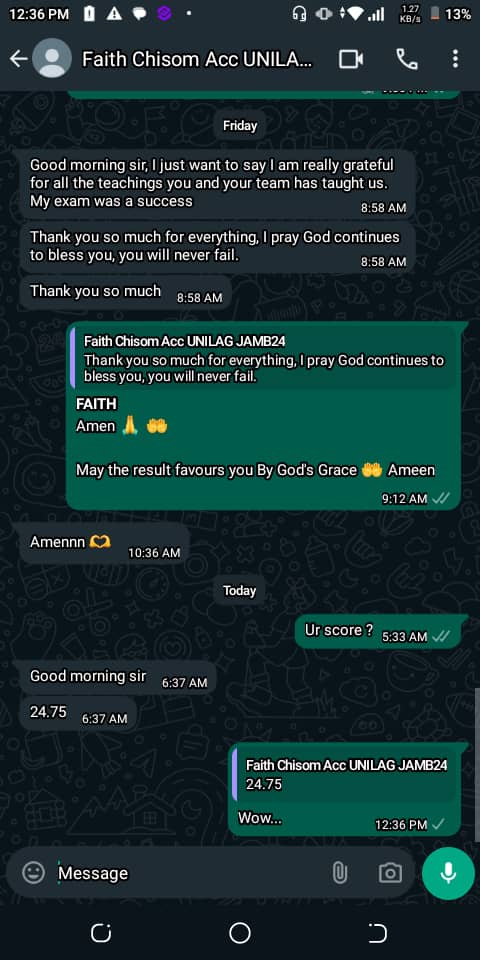 12:36 PM
1.27
KB/s
13%
Faith Chisom Acc UNILA...
Friday
Good morning sir, I just want to say I am really grateful
for all the teachings you and your team has taught us.
My exam was a success
8:58 AM
Thank you so much for everything, I pray God continues
to bless you, you will never fail.
8:58 AM
Thank you so much 8:58 AM
Faith Chisom Acc UNILAG JAMB24
Thank you so much for everything, I pray God continues to
bless you, you will never fail.
FAITH
Amen 🙏 🤲
May the result favours you By God's Grace 🤲 Ameen
9:12 AM
Amennn 🫶 10:36 AM
Today
Ur score ? 5:33 AM
Good morning sir 6:37 AM
24.75 6:37 AM
Faith Chisom Acc UNILAG JAMB24
24.75
Wow... 12:36 PM
Message